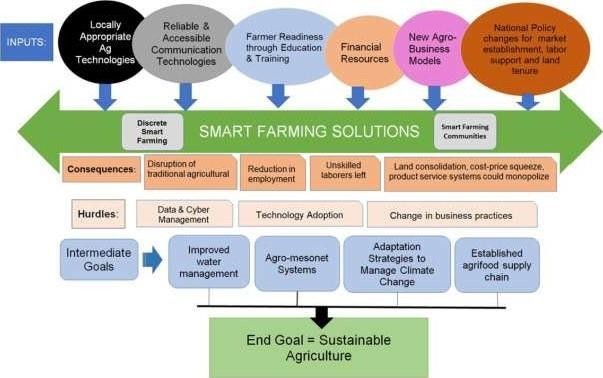 INPUTS:
Locally
Appropriate
Ag
Technologies
Reliable &
Accessible
Communication
Technologies
Farmer Readiness
through Education
& Training
Financial
Resources
New Agro-
Business
Models
National Policy
changes for market
establishment, labor
support and land
tenure
Discrete
Smart
Farming
SMART FARMING SOLUTIONS
Smart Farming
Communities
Consequences:
Disruption of
traditional agricultural
Reduction in
employment
Unskilled
laborers left
Land consolidation, cost-price squeeze,
product service systems could monopolize
Hurdles:
Data & Cyber
Management
Technology Adoption
Change in business practices
Intermediate
Goals
Improved
water
management
Agro-mesonet
Systems
Adaptation
Strategies to
Manage Climate
Change
Established
agrifood supply
chain
End Goal = Sustainable
Agriculture